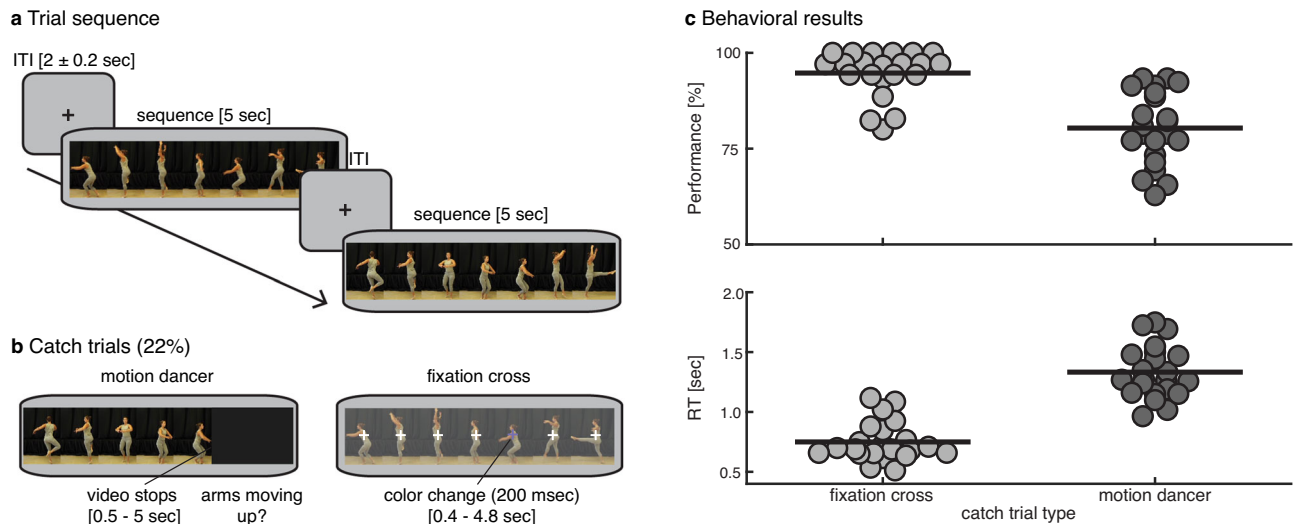 a Trial sequence
ITI [2 ± 0.2 sec]
sequence [5 sec]
ITI
sequence [5 sec]
b Catch trials (22%)
motion dancer
fixation cross
video stops
[0.5 - 5 sec]
arms moving
up?
color change (200 msec)
[0.4 - 4.8 sec]
c Behavioral results
Performance [%]
100
75
50
RT [sec]
2.0
1.5
1.0
0.5
fixation cross
motion dancer
catch trial type